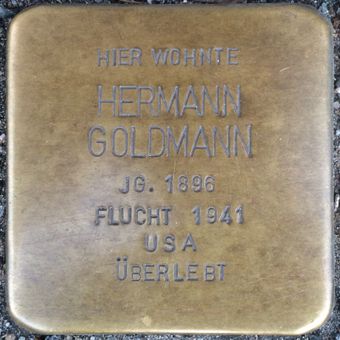 HIER WOHNTE
HERMANN
GOLDMANN
JG. 1896
FLUCHT 1941
USA
ÜBERLEBT